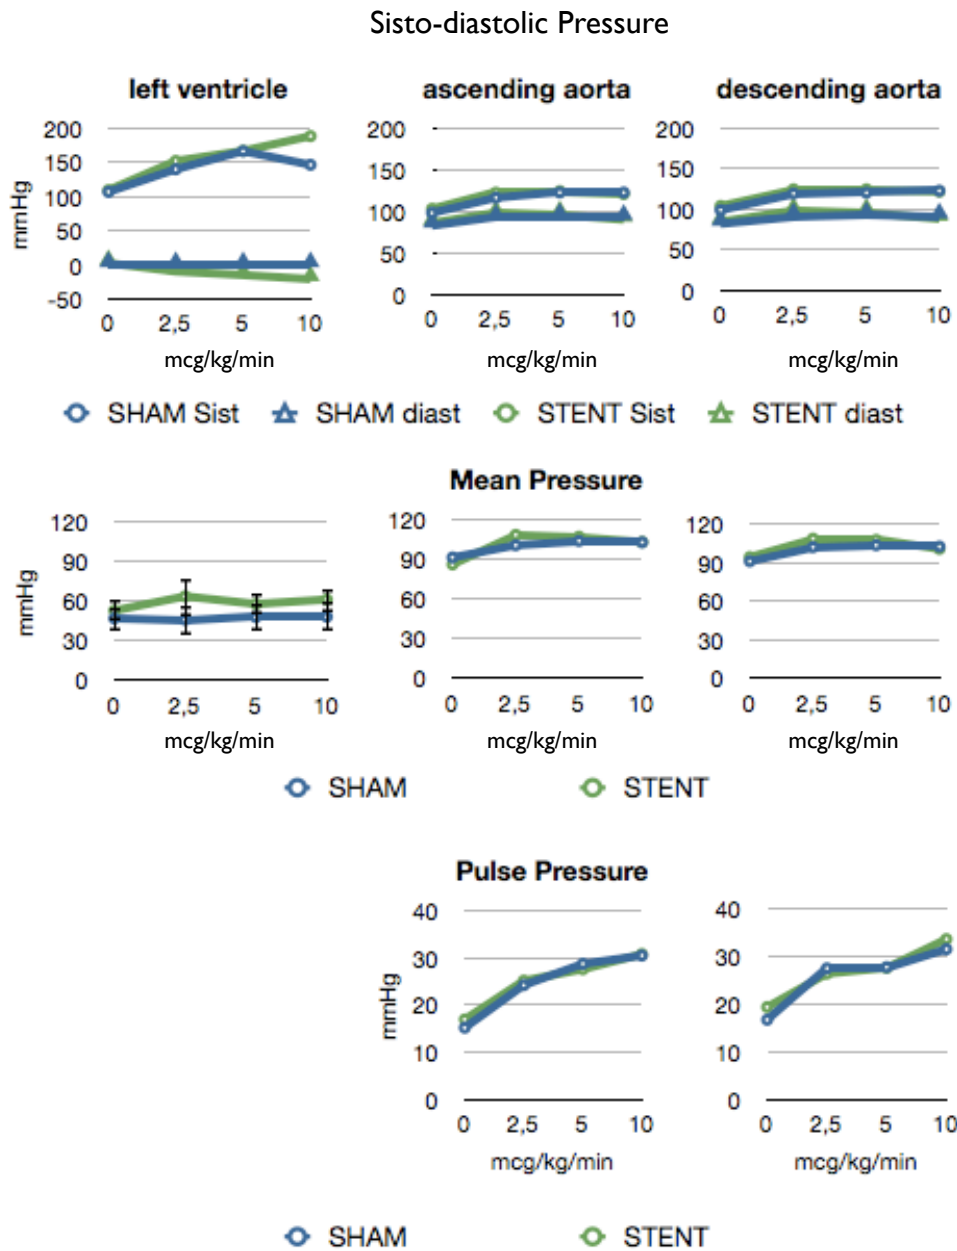 Sisto-diastolic Pressure
left ventricle ascending aorta descending aorta
200 200 200
150 150 150
100 100 100
50 50 50
0 0 0
-50
mmHg
0 2,5 5 10 0 2,5 5 10 0 2,5 5 10
mcg/kg/min mcg/kg/min mcg/kg/min
SHAM Sist SHAM diast STENT Sist STENT diast
Mean Pressure
120 120 120
90 90 90
60 60 60
30 30 30
0 0 0
mmHg
0 2,5 5 10 0 2,5 5 10 0 2,5 5 10
mcg/kg/min mcg/kg/min mcg/kg/min
SHAM STENT
Pulse Pressure
40 40
30 30
20 20
10 10
0 0
mmHg
0 2,5 5 10 0 2,5 5 10
mcg/kg/min mcg/kg/min
SHAM STENT